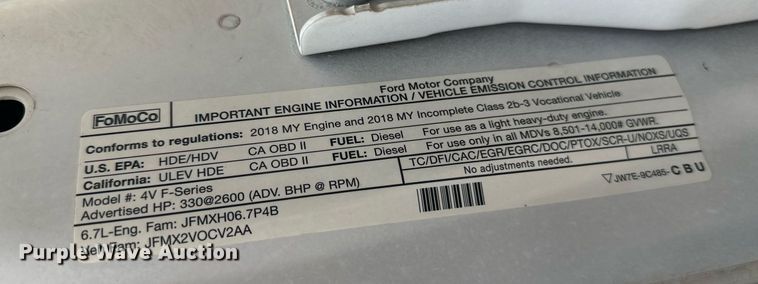 Ford Motor Company
FoMoCo
IMPORTANT ENGINE INFORMATION / VEHICLE EMISSION CONTROL INFORMATION
Conforms to regulations: 2018 MY Engine and 2018 MY Incomplete Class 2b-3 Vocational Vehicle
U.S. EPA: HDE/HDV CA OBD II FUEL: Diesel For use as a light heavy-duty engine.
California: ULEV HDE CA OBD II FUEL: Diesel For use only in all MDVs 8,501-14,000# GVWR.
Model #: 4V F-Series TC/DFI/CAC/EGR/EGRC/DOC/PTOX/SCR-U/NOXS/UQS
Advertised HP: 330@2600 (ADV. BHP @ RPM) No adjustments needed. LRRA
6.7L-Eng. Fam: JFMXH06.7P4B JW7E-9C485-CBU
Veh Fam: JFMX2VOCV2AA
Purple Wave Auction